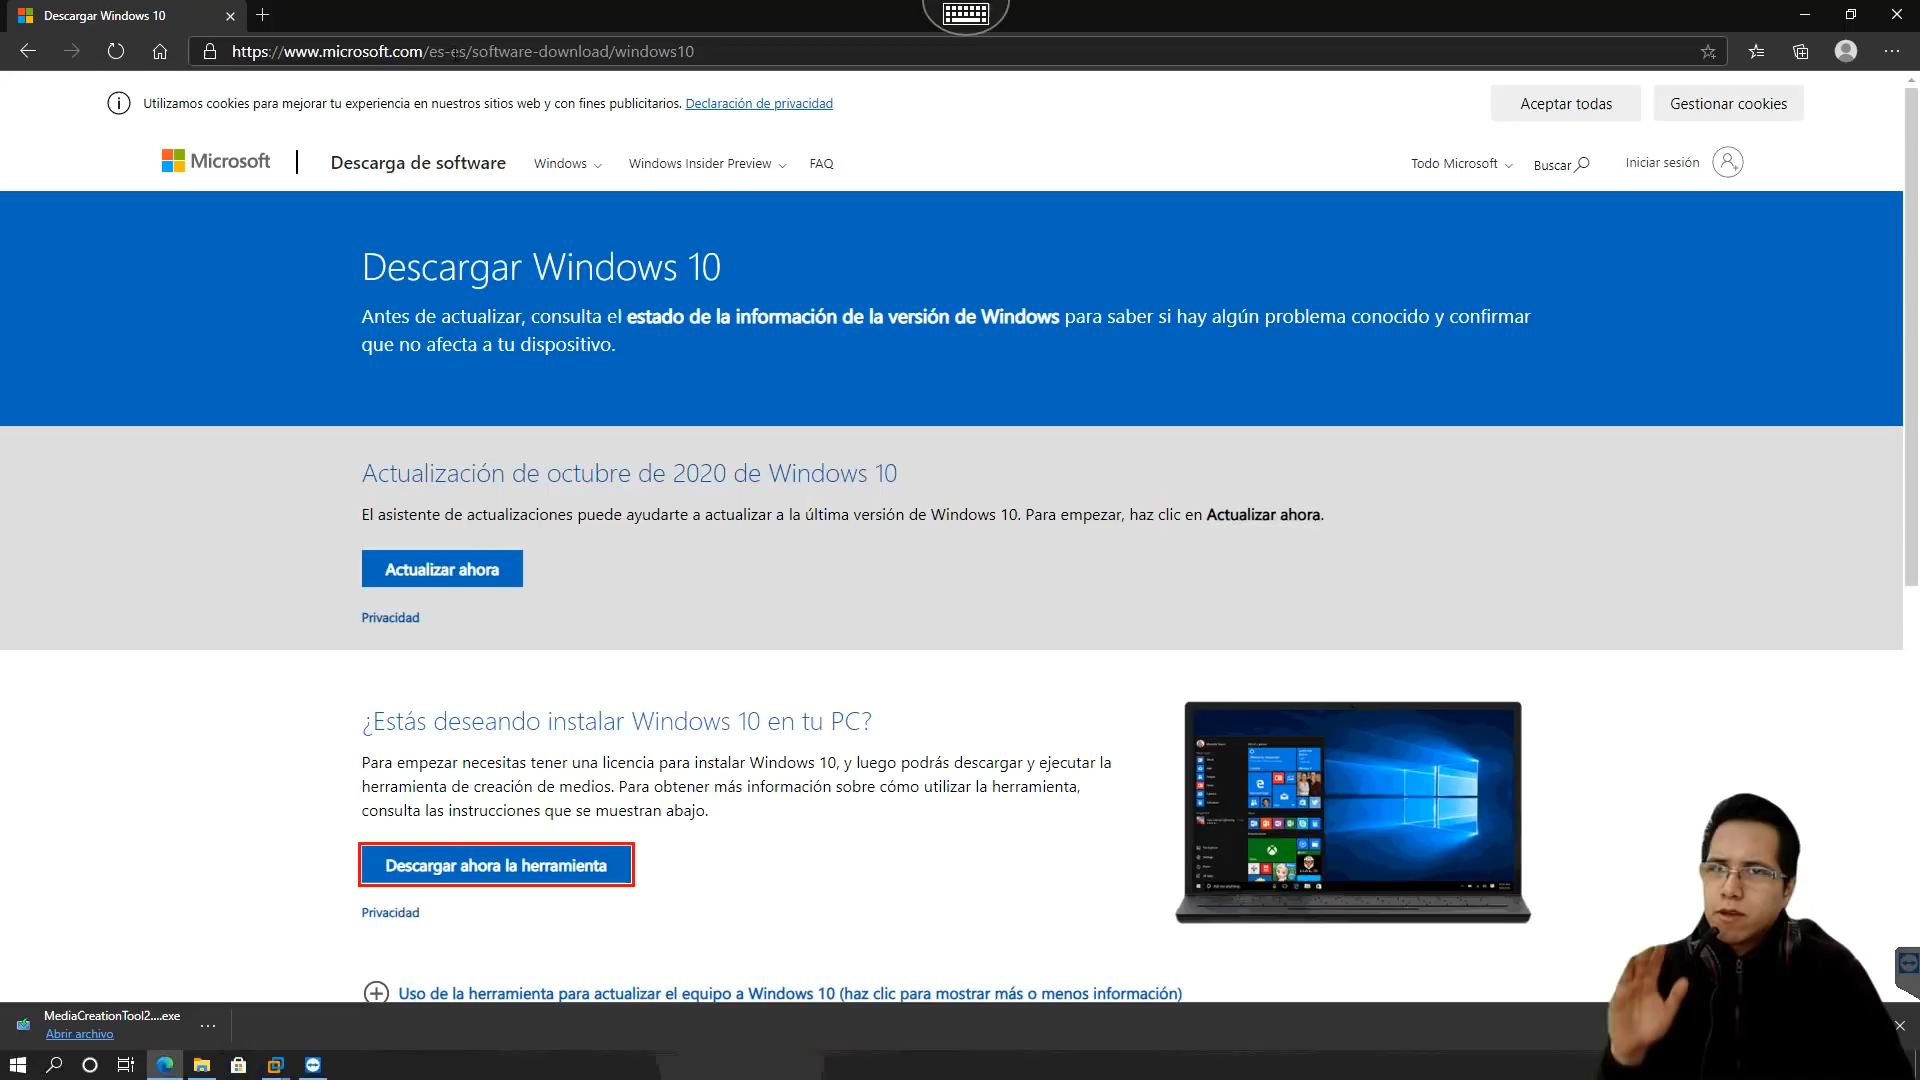 Descargar Windows 10
https://www.microsoft.com/es-es/software-download/windows10
Utilizamos cookies para mejorar tu experiencia en nuestros sitios web y con fines publicitarios. Declaración de privacidad
Aceptar todas
Gestionar cookies
Microsoft
Descarga de software
Windows
Windows Insider Preview
FAQ
Todo Microsoft
Buscar
Iniciar sesión
Descargar Windows 10
Antes de actualizar, consulta el estado de la información de la versión de Windows para saber si hay algún problema conocido y confirmar
que no afecta a tu dispositivo.
Actualización de octubre de 2020 de Windows 10
El asistente de actualizaciones puede ayudarte a actualizar a la última versión de Windows 10. Para empezar, haz clic en Actualizar ahora.
Actualizar ahora
Privacidad
¿Estás deseando instalar Windows 10 en tu PC?
Para empezar necesitas tener una licencia para instalar Windows 10, y luego podrás descargar y ejecutar la
herramienta de creación de medios. Para obtener más información sobre cómo utilizar la herramienta,
consulta las instrucciones que se muestran abajo.
Descargar ahora la herramienta
Privacidad
Uso de la herramienta para actualizar el equipo a Windows 10 (haz clic para mostrar más o menos información)
MediaCreationTool2....exe
Abrir archivo